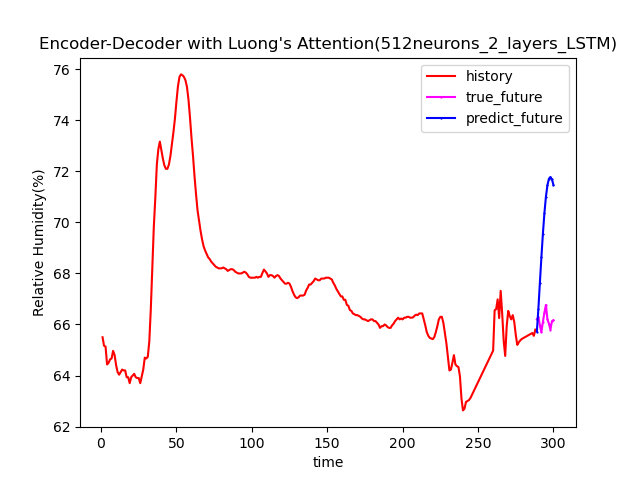 Encoder-Decoder with Luong's Attention(512neurons_2_layers_LSTM)
history
true_future
predict_future
Relative Humidity(%)
76
74
72
70
68
66
64
62
0 50 100 150 200 250 300
time